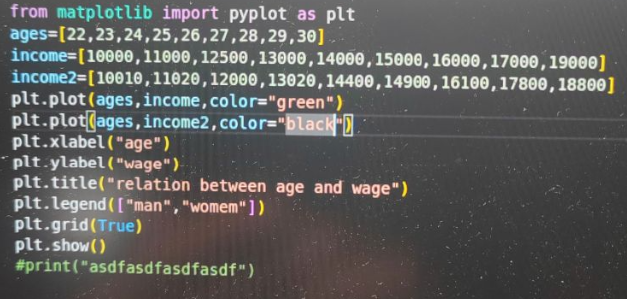 from matplotlib import pyplot as plt
ages=[22,23,24,25,26,27,28,29,30]
income=[10000,11000,12500,13000,14000,15000,16000,17000,19000]
income2=[10010,11020,12000,13020,14400,14900,16100,17800,18800]
plt.plot(ages,income,color="green")
plt.plot(ages,income2,color="black")
plt.xlabel("age")
plt.ylabel("wage")
plt.title("relation between age and wage")
plt.legend(["man","womem"])
plt.grid(True)
plt.show()
#print("asdfasdfasdfasdf")